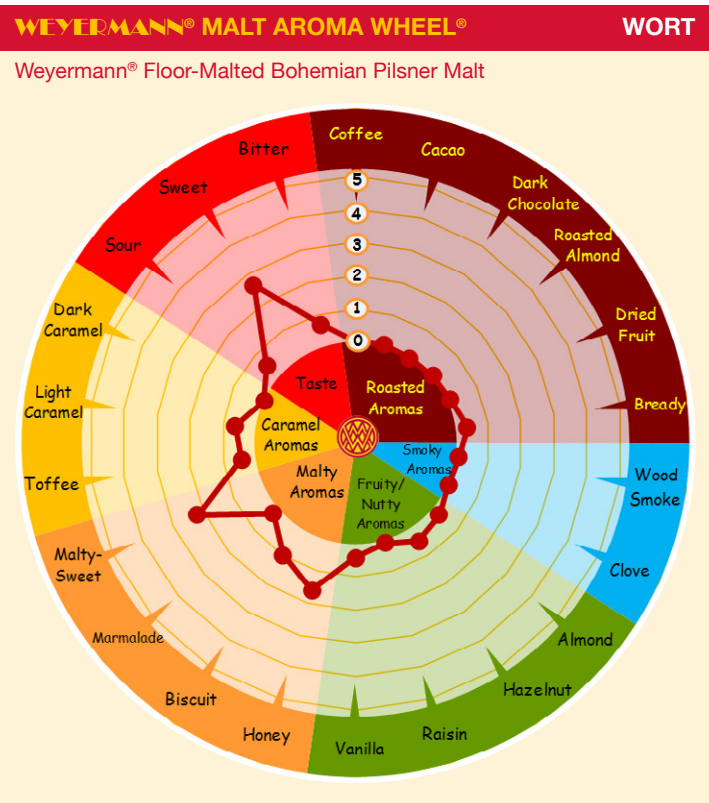 WEYERMANN® MALT AROMA WHEEL®
WORT
Weyermann® Floor-Malted Bohemian Pilsner Malt
Coffee
Cacao
Dark
Chocolate
Roasted
Almond
Dried
Fruit
Bready
Wood
Smoke
Clove
Almond
Hazelnut
Raisin
Vanilla
Honey
Biscuit
Marmalade
Malty-
Sweet
Toffee
Light
Caramel
Dark
Caramel
Sour
Sweet
Bitter
5
4
3
2
1
0
Taste
Roasted
Aromas
Caramel
Aromas
Smoky
Aromas
Malty
Aromas
Fruity/
Nutty
Aromas